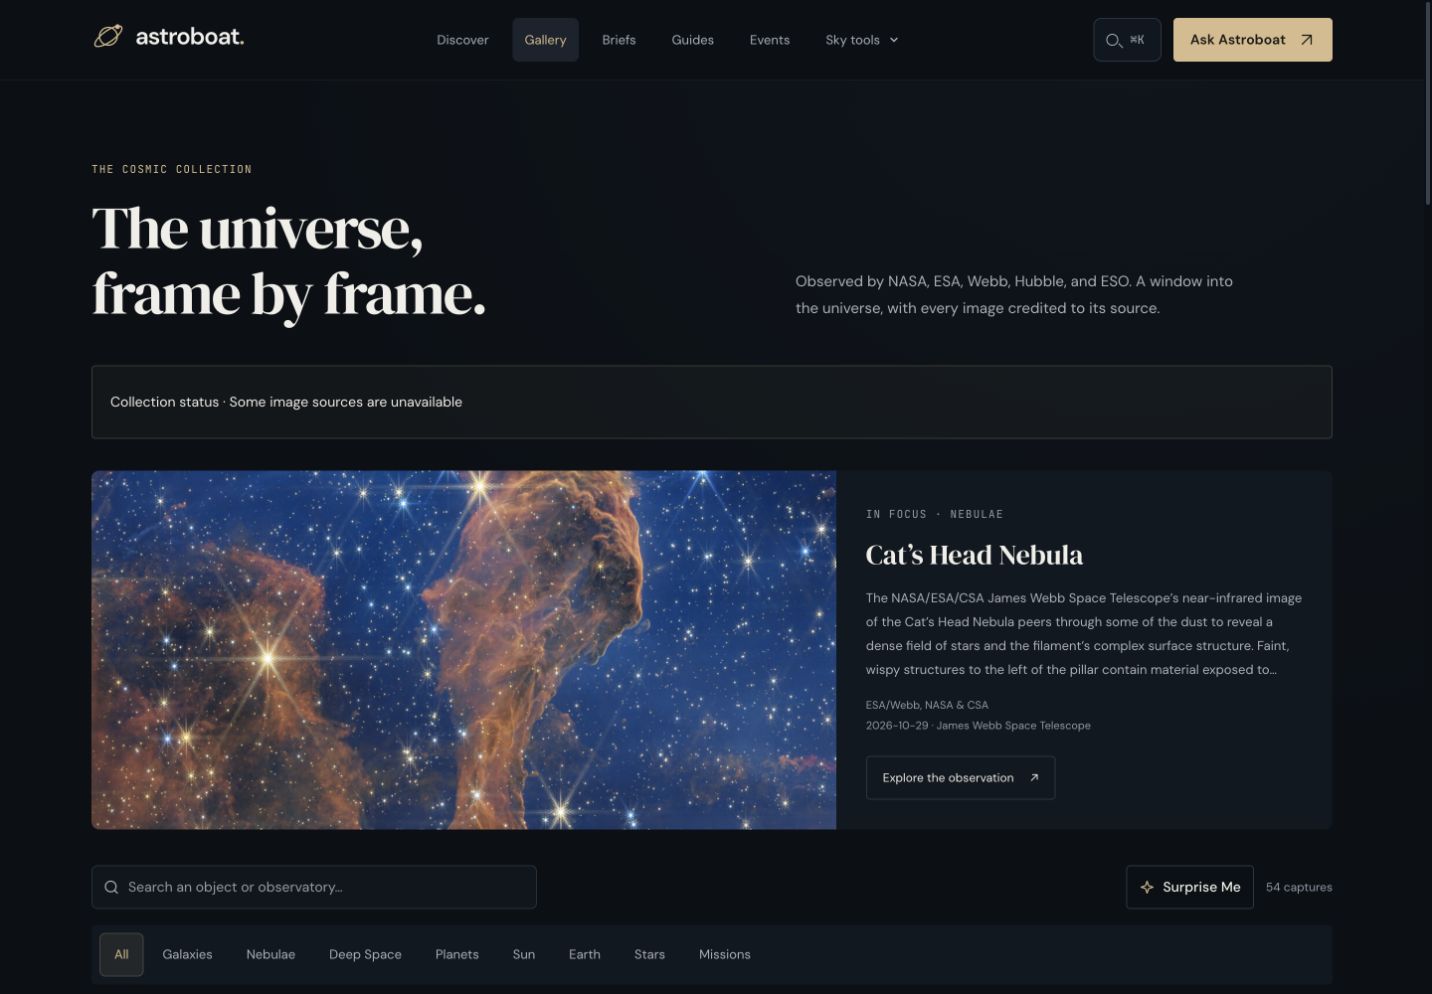 astroboat.
Discover
Gallery
Briefs
Guides
Events
Sky tools
⌘K
Ask Astroboat
THE COSMIC COLLECTION
The universe,
frame by frame.
Observed by NASA, ESA, Webb, Hubble, and ESO. A window into
the universe, with every image credited to its source.
Collection status · Some image sources are unavailable
IN FOCUS · NEBULAE
Cat’s Head Nebula
The NASA/ESA/CSA James Webb Space Telescope’s near-infrared image
of the Cat’s Head Nebula peers through some of the dust to reveal a
dense field of stars and the filament’s complex surface structure. Faint,
wispy structures to the left of the pillar contain material exposed to…
ESA/Webb, NASA & CSA
2026-10-29 · James Webb Space Telescope
Explore the observation
Search an object or observatory…
Surprise Me
54 captures
All
Galaxies
Nebulae
Deep Space
Planets
Sun
Earth
Stars
Missions